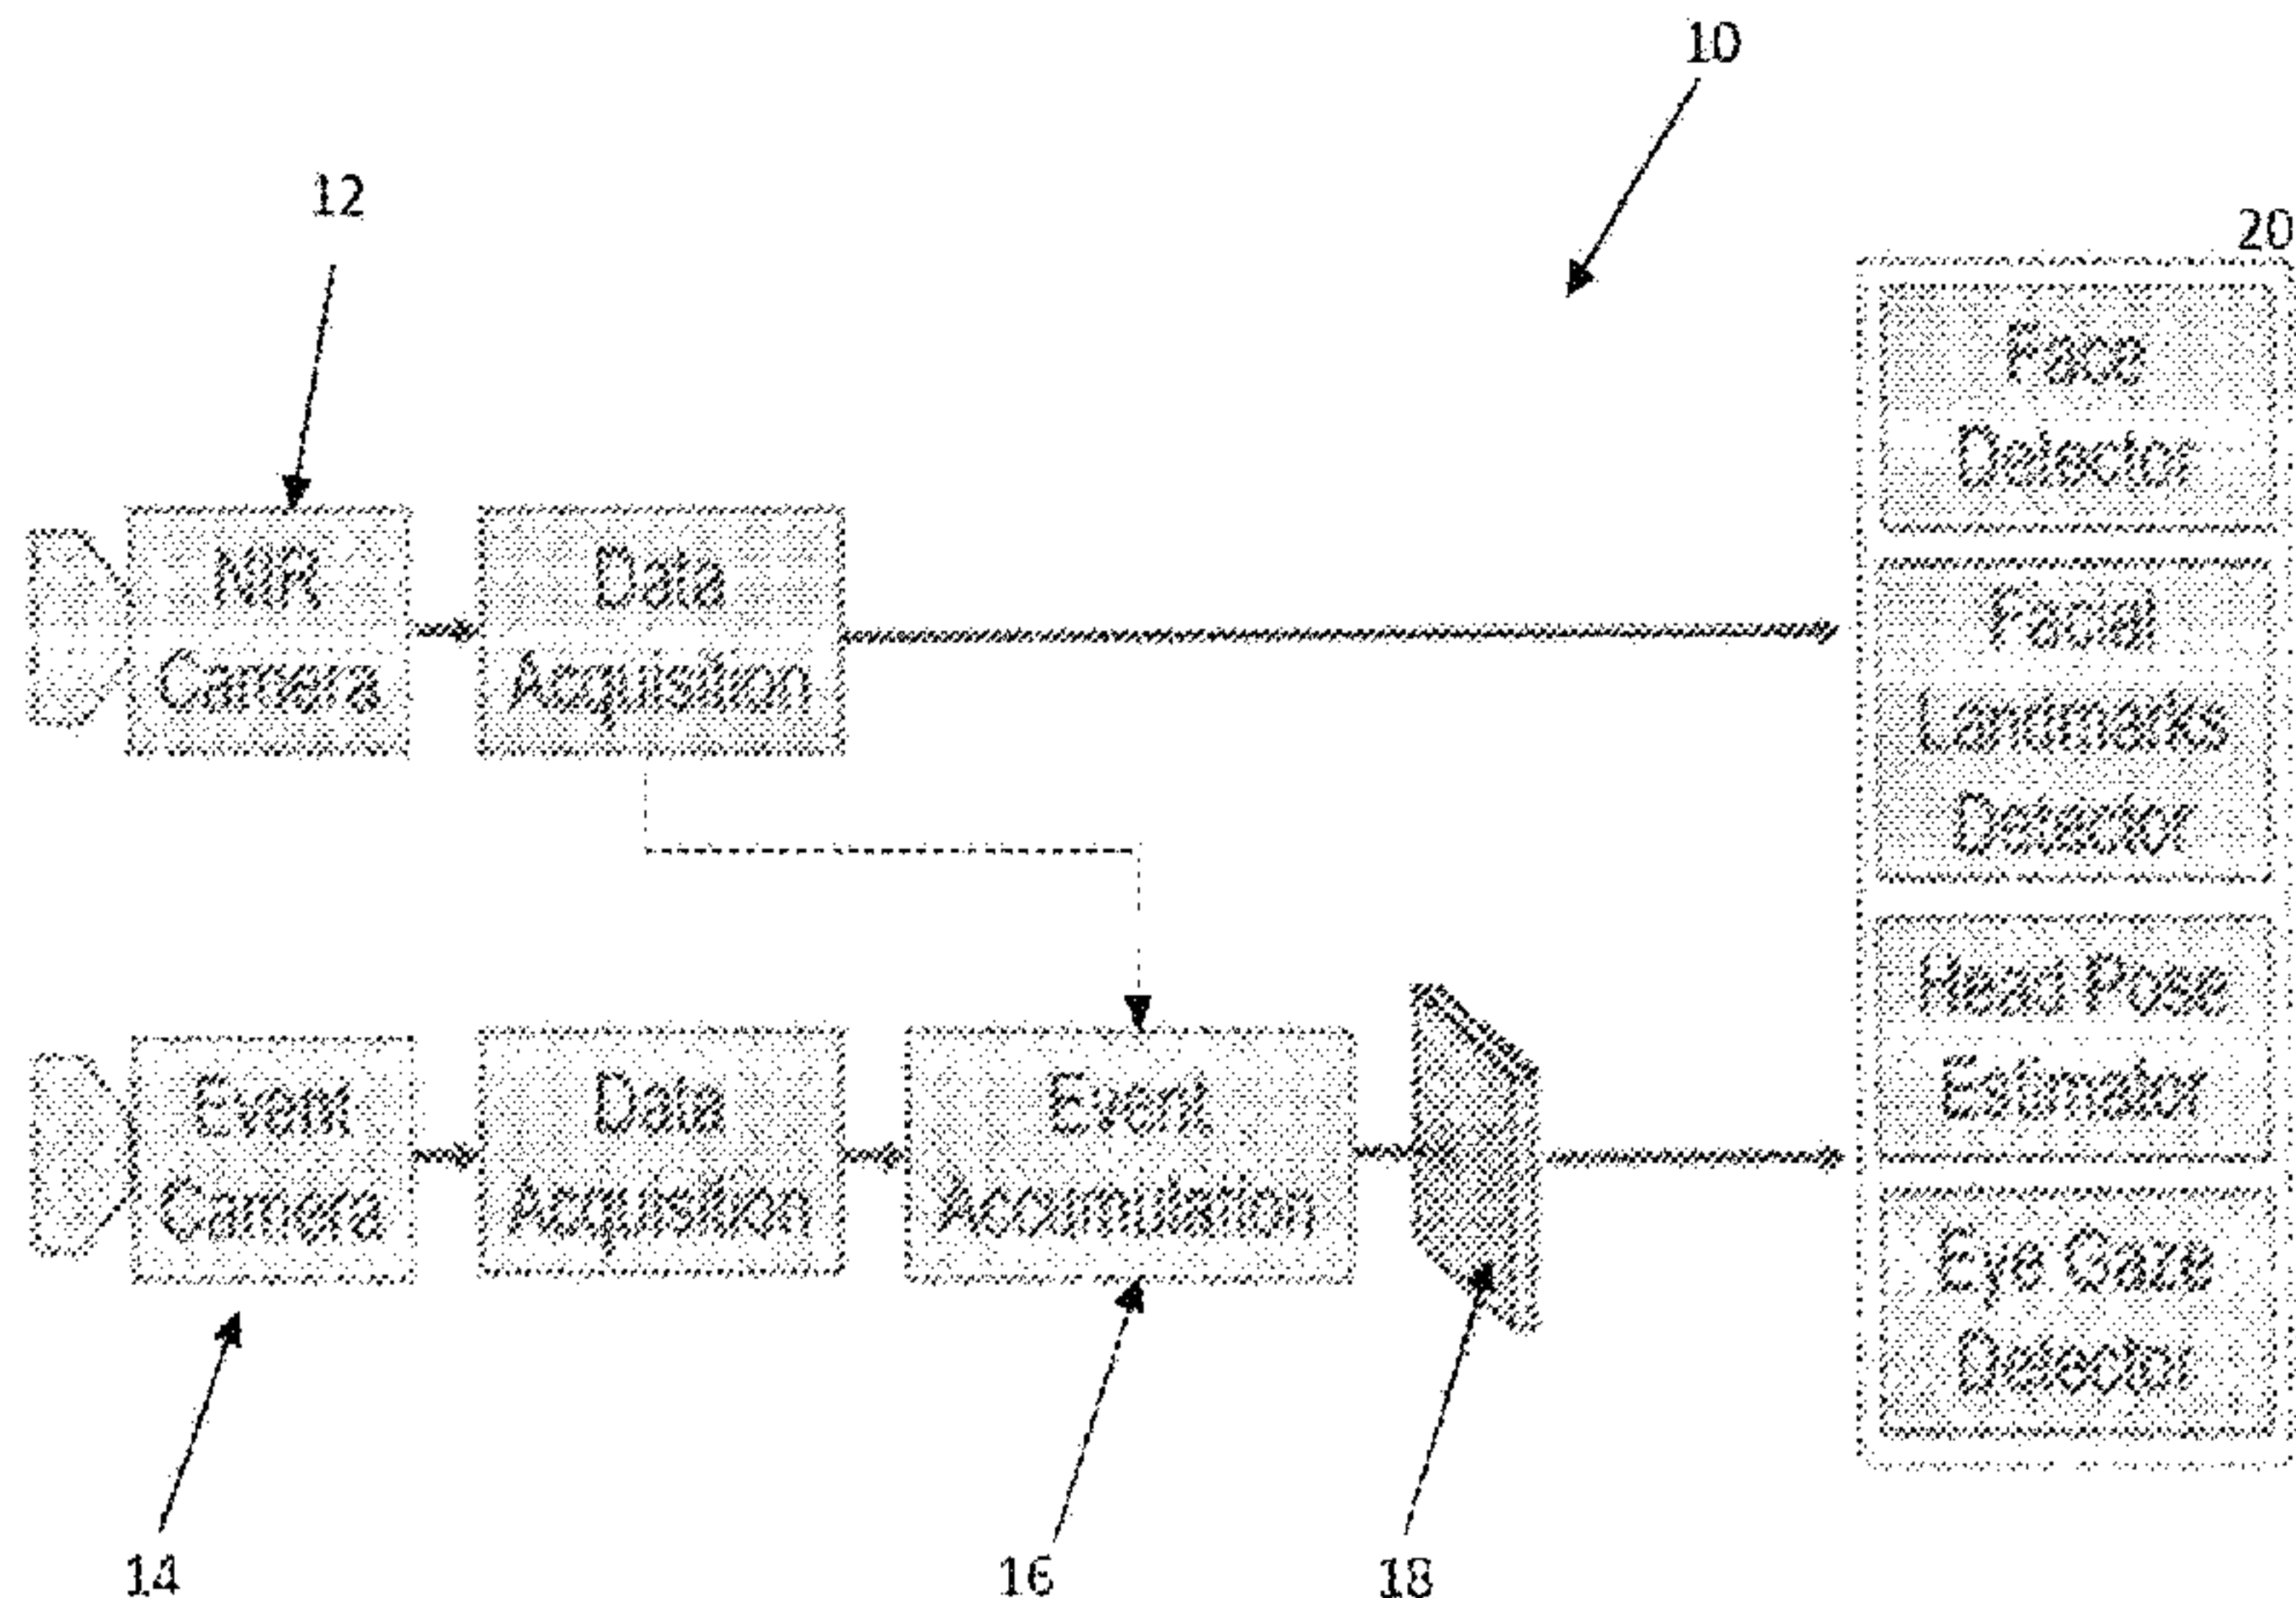 10
12
20
Face
Detector
NIR
Camera
Data
Acquisition
Facial
Landmarks
Detector
Head Pose
Estimator
Event
Camera
Data
Acquisition
Event
Accumulation
Eye Gaze
Detector
14
16
18